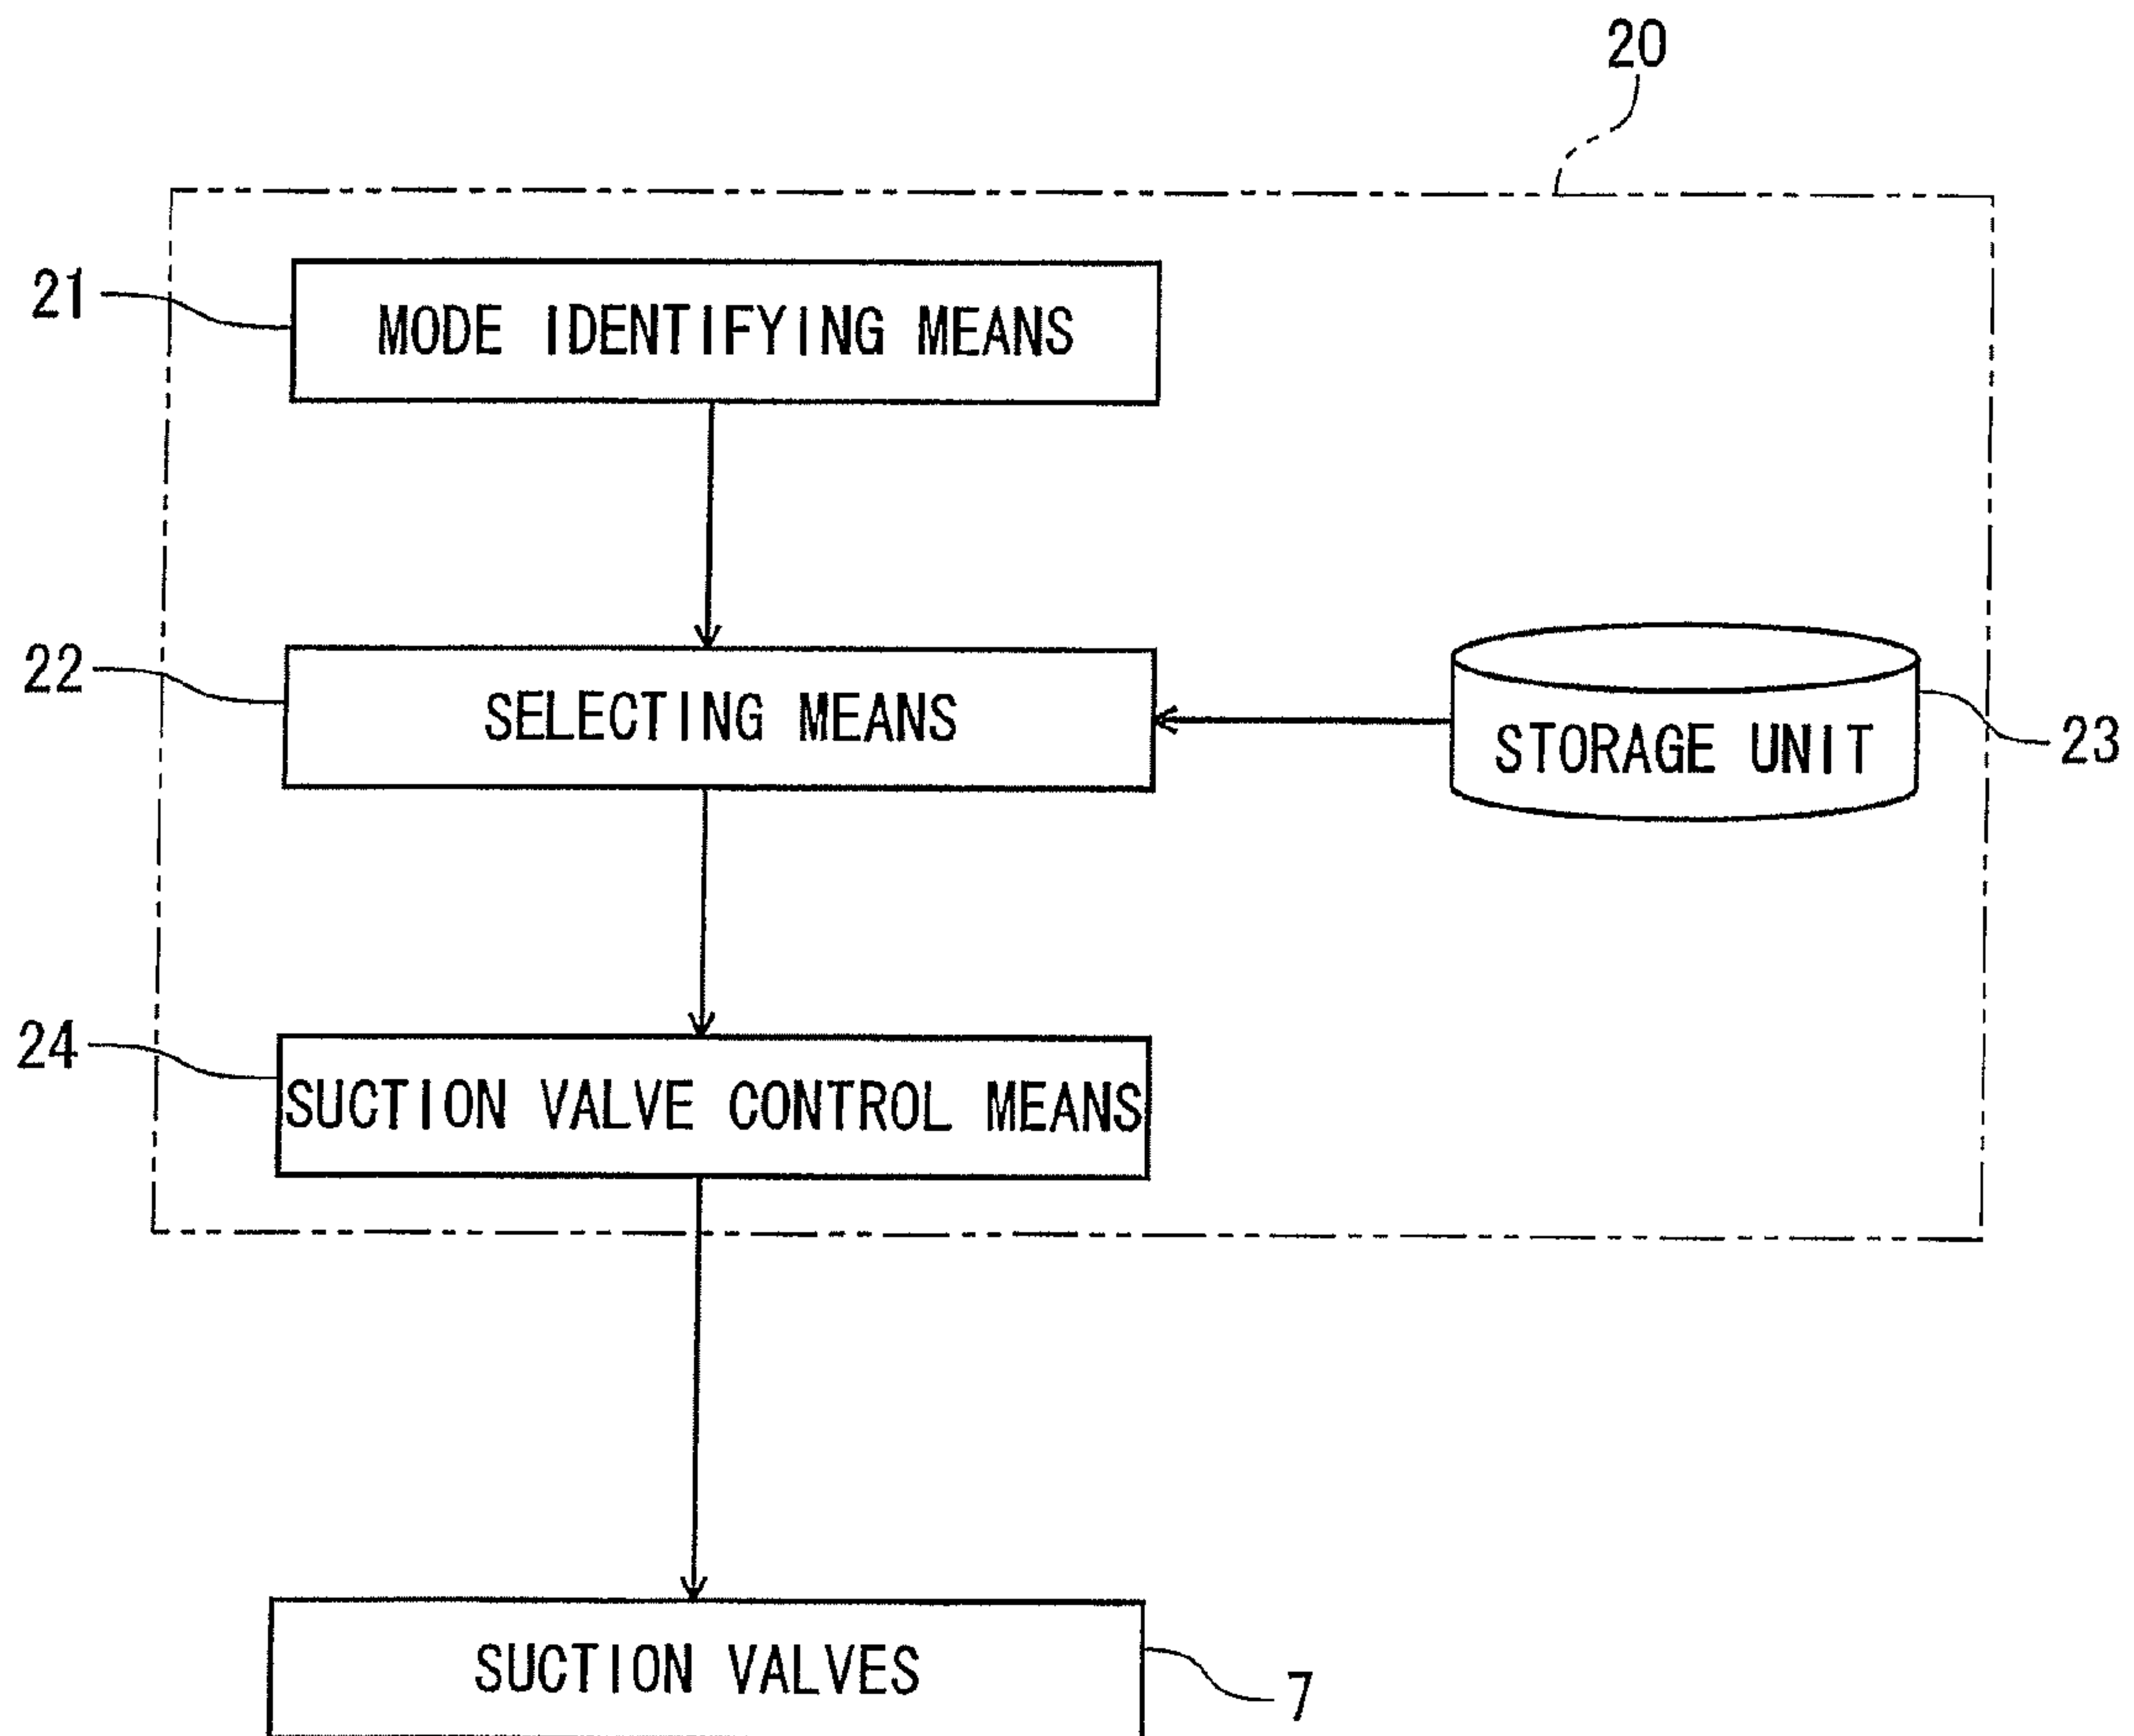 20
21
MODE IDENTIFYING MEANS
22
SELECTING MEANS
STORAGE UNIT
23
24
SUCTION VALVE CONTROL MEANS
SUCTION VALVES
7